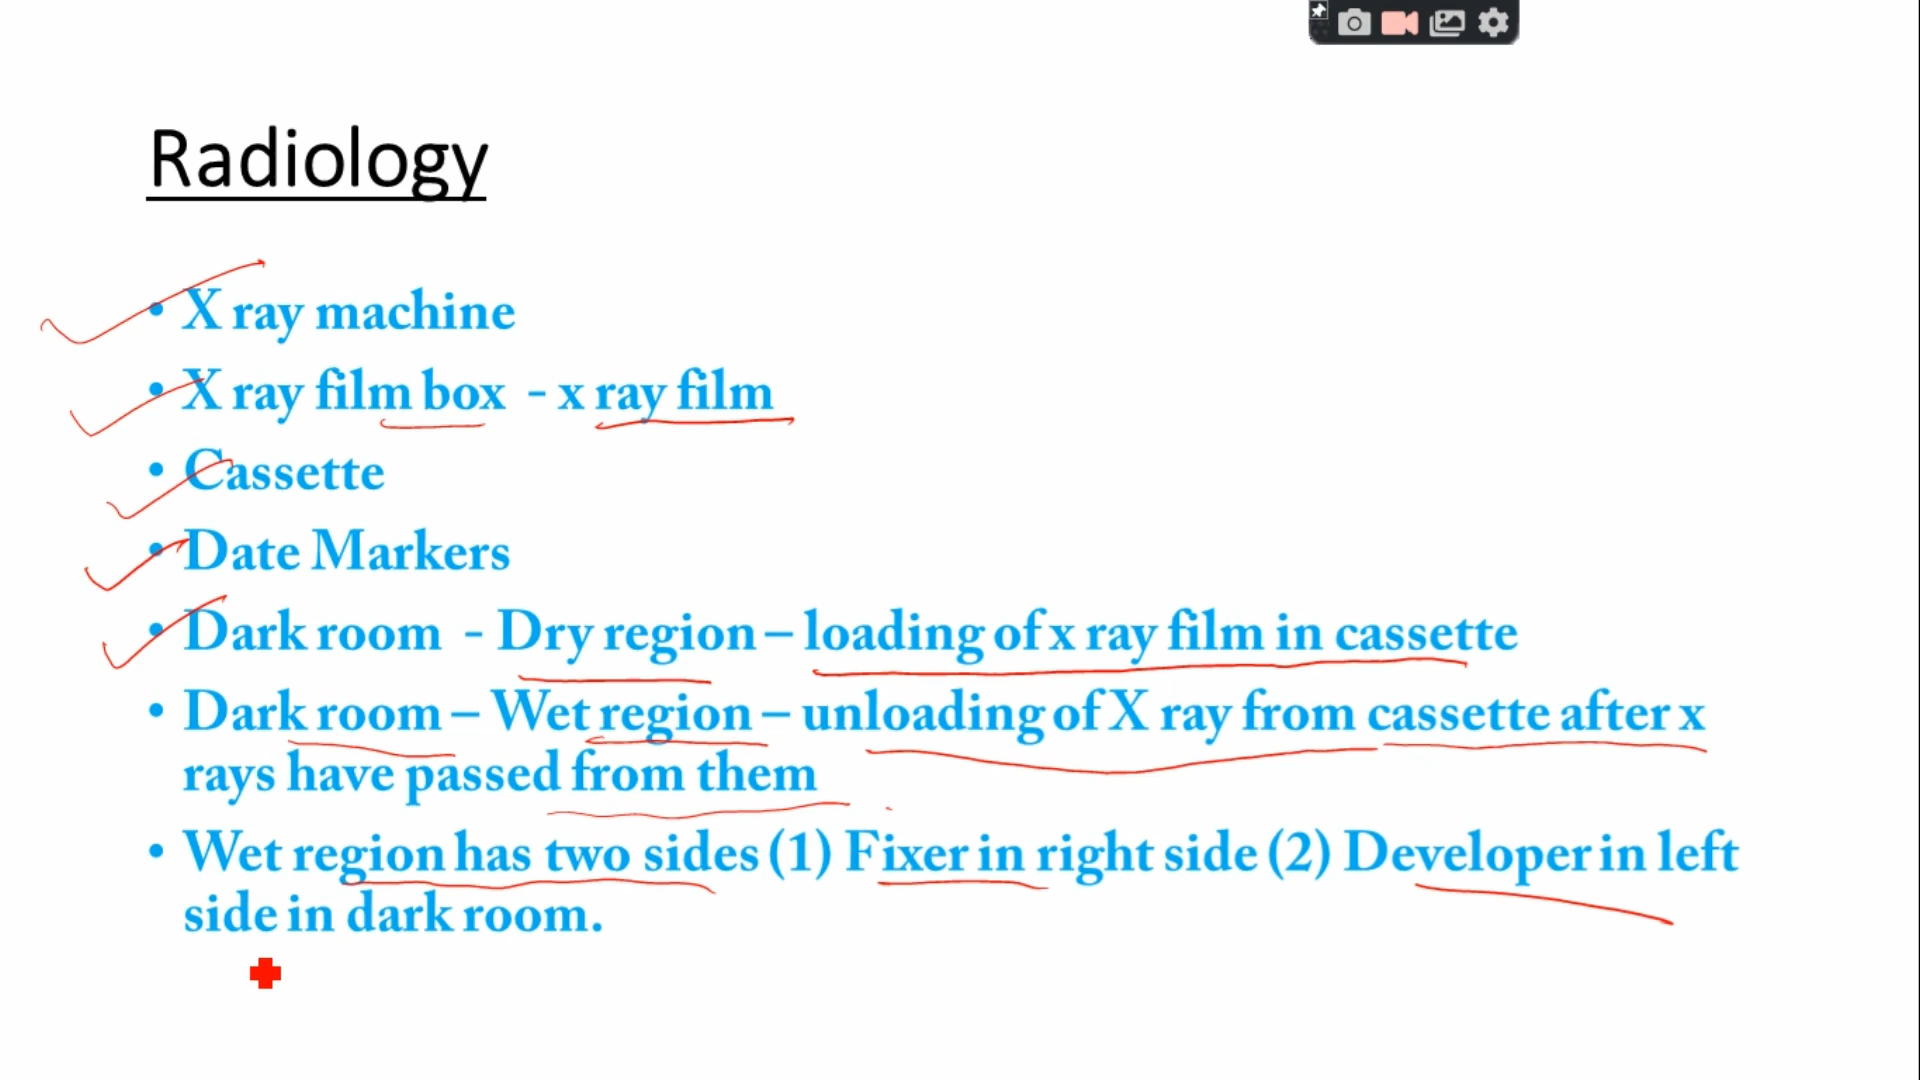 Radiology
• X ray machine
• X ray film box - x ray film
• Cassette
• Date Markers
• Dark room - Dry region – loading of x ray film in cassette
• Dark room – Wet region – unloading of X ray from cassette after x
rays have passed from them
• Wet region has two sides (1) Fixer in right side (2) Developer in left
side in dark room.